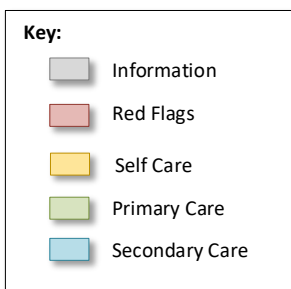 Key:
Information
Red Flags
Self Care
Primary Care
Secondary Care